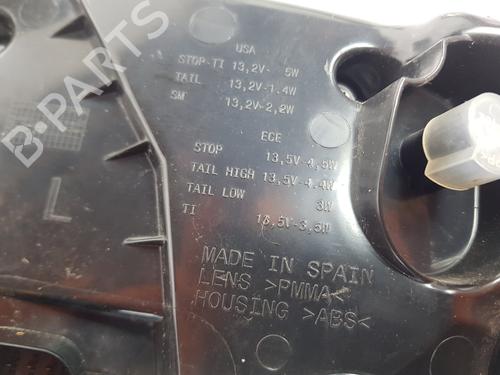 USA
STOP-TI 13,2V- 6W
TAIL 13,2V-1.4W
SM 13,2V-2,2W
ECE
STOP 13,5V-4,5W
TAIL HIGH 13,5V-4.4W
TAIL LOW 3W
TI 13,5V-3,5W
MADE IN SPAIN
LENS >PMMA<
HOUSING >ABS<
L
B-PARTS